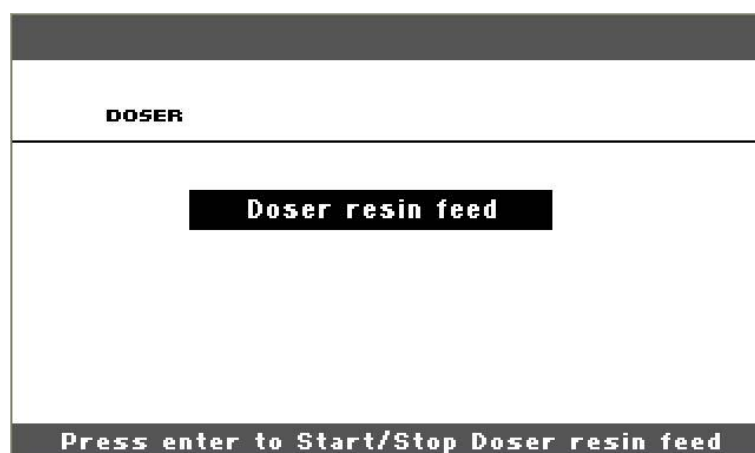 DOSER
Doser resin feed
Press enter to Start/Stop Doser resin feed